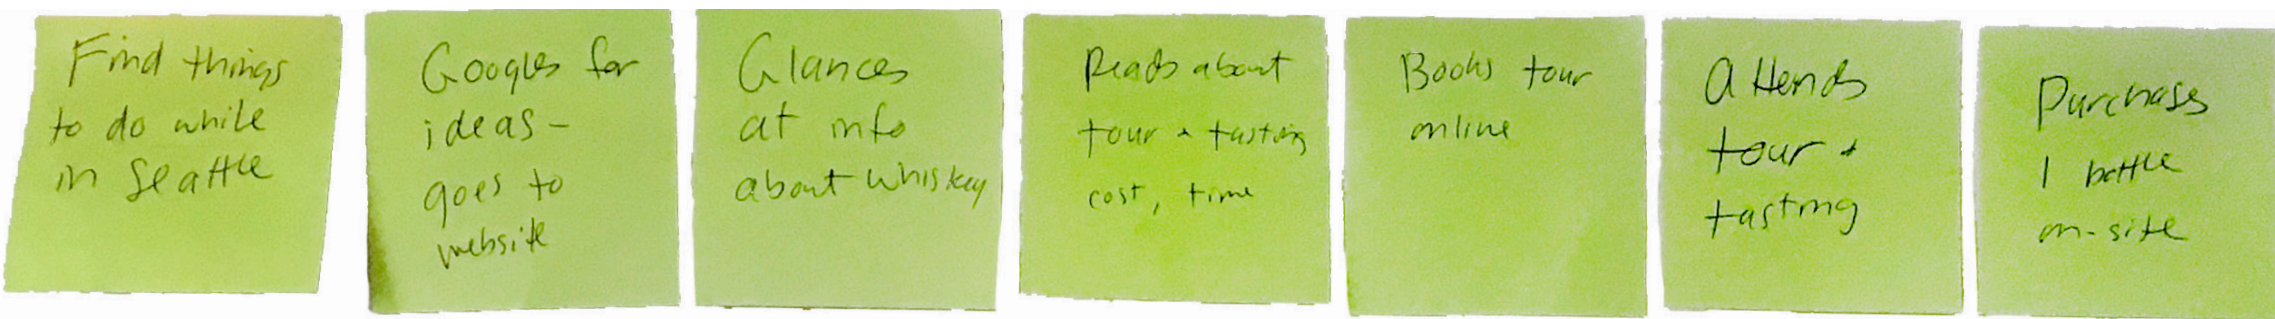 Find things
to do while
in Seattle
Googles for
ideas-
goes to
website
Glances
at info
about whiskey
Reads about
tour + tasting
cost, time
Books tour
online
Attends
tour +
tasting
Purchases
1 bottle
on-site